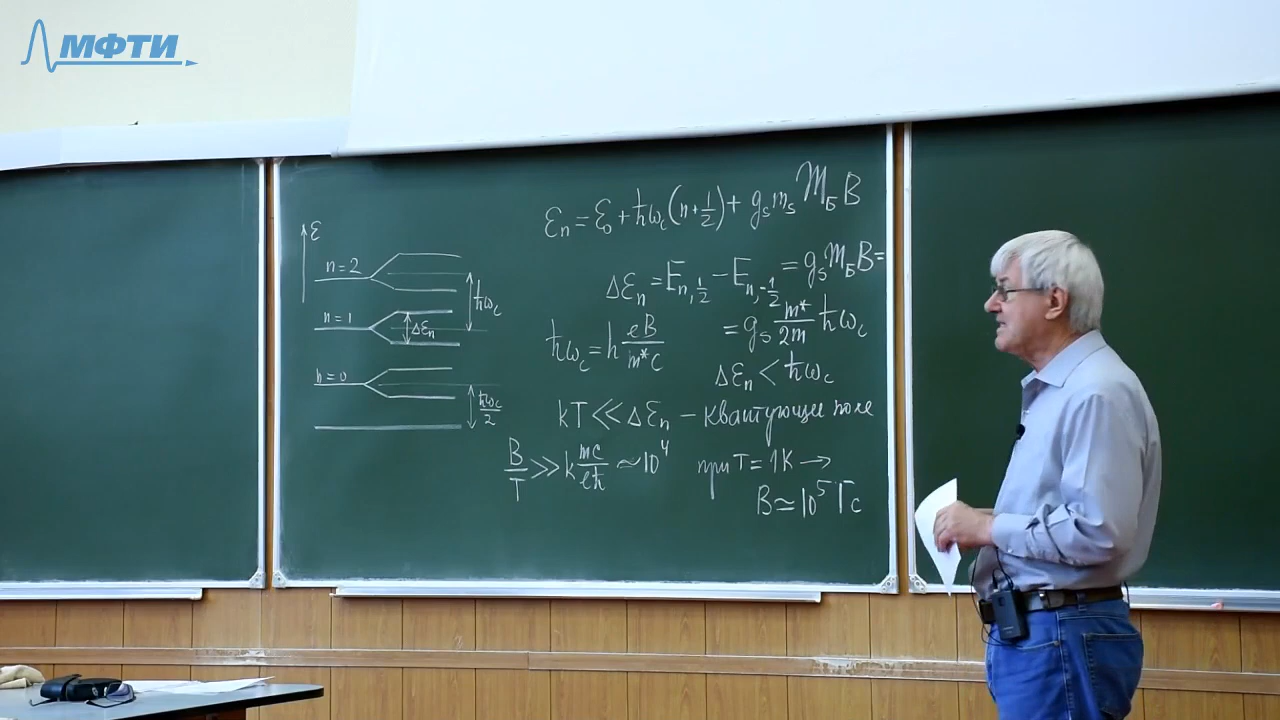 МФТИ
ε
n=2
ħω_c
n=1
Δε_n
n=0
ħω_c/2
ε_n = ε_0 + ħω_c(n+1/2) + g_s m_s M_Б B
Δε_n = E_{n,1/2} − E_{n,-1/2} = g_s M_Б B =
= g_s m*/2m ħω_c
ħω_c = ħ eB/m*c
Δε_n < ħω_c
kT ≪ Δε_n – квантующее поле
B/T ≫ k mc/eħ ≃ 10^4
при T = 1K →
B ≃ 10^5 Гс